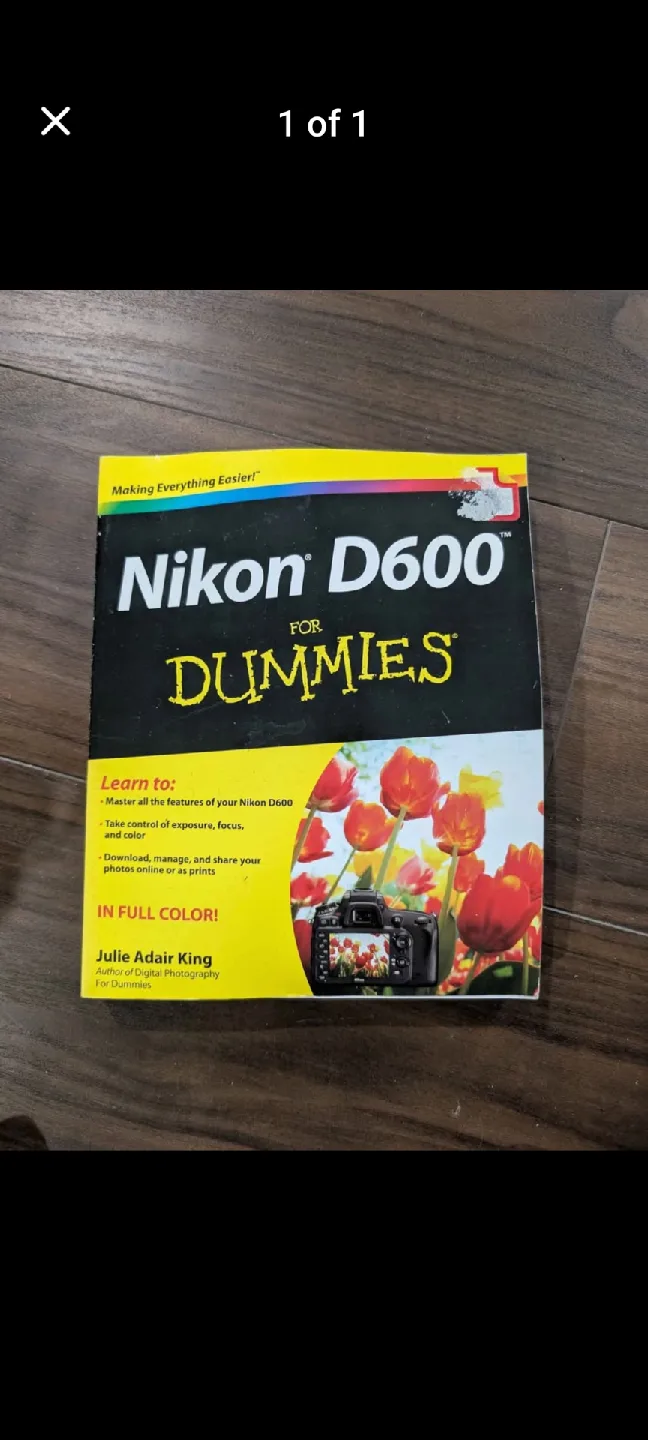 1 of 1
Making Everything Easier!™
Nikon® D600™
FOR
DUMMIES®
Learn to:
• Master all the features of your Nikon D600
• Take control of exposure, focus,
and color
• Download, manage, and share your
photos online or as prints
IN FULL COLOR!
Julie Adair King
Author of Digital Photography
For Dummies
Nikon